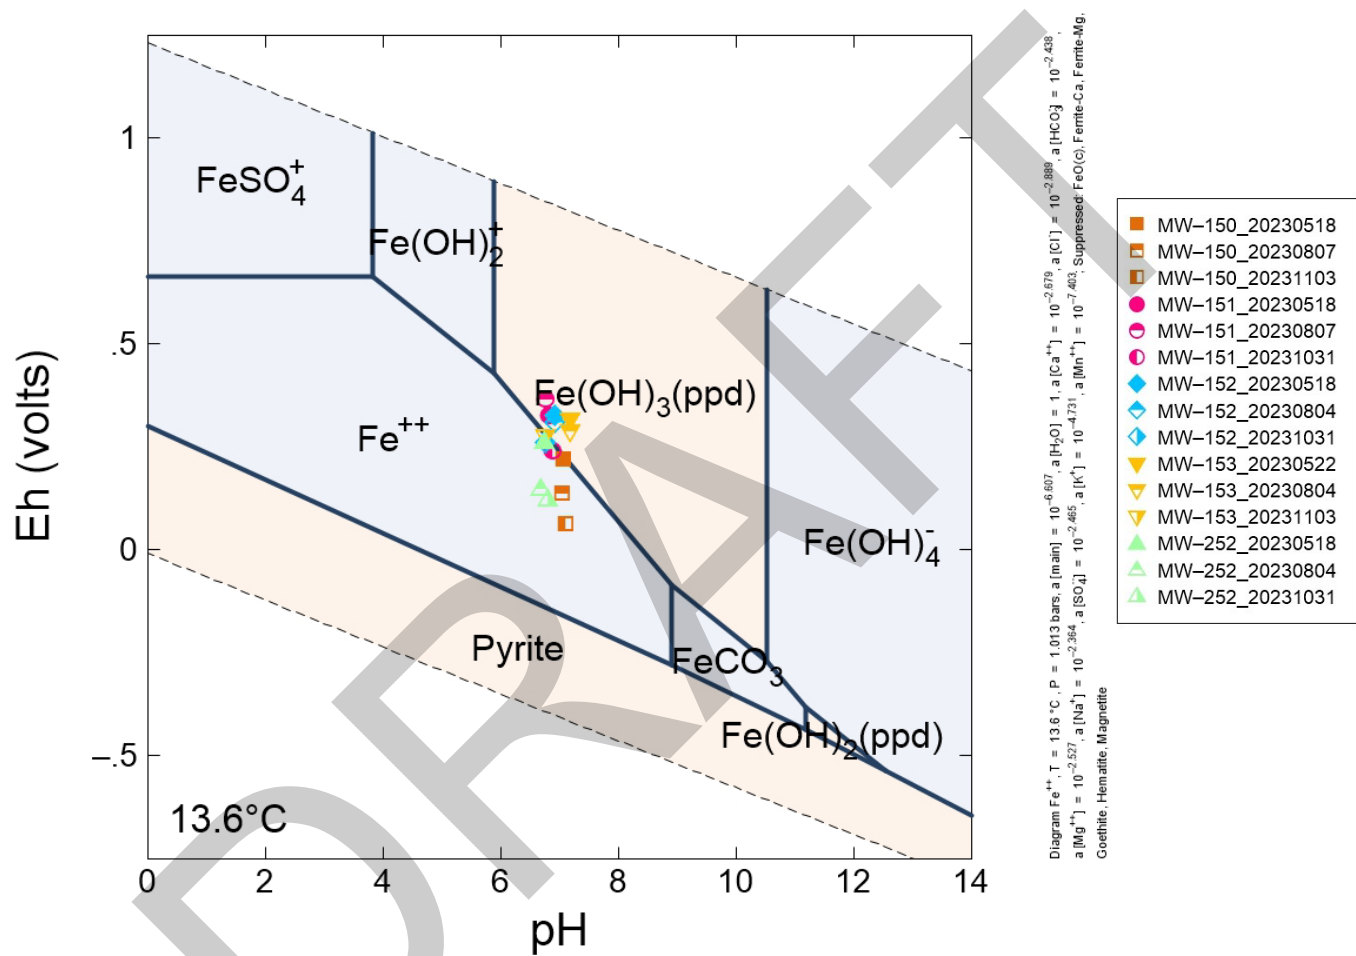 1
.5
0
–.5
Eh (volts)
FeSO₄⁺
Fe(OH)₂⁺
Fe(OH)₃(ppd)
Fe⁺⁺
Fe(OH)₄⁻
Pyrite
FeCO₃
Fe(OH)₂(ppd)
13.6°C
0 2 4 6 8 10 12 14
pH
DRAFT
Diagram Fe⁺⁺, T = 13.6 °C, P = 1.013 bars, a [main] = 10^–6.607, a [H₂O] = 1, a [Ca⁺⁺] = 10^–2.679, a [Cl⁻] = 10^–2.889, a [HCO₃⁻] = 10^–2.438,
a [Mg⁺⁺] = 10^–2.527, a [Na⁺] = 10^–2.364, a [SO₄⁻⁻] = 10^–2.465, a [K⁺] = 10^–4.731, a [Mn⁺⁺] = 10^–7.403; Suppressed: FeO(c), Ferrite-Ca, Ferrite-Mg,
Goethite, Hematite, Magnetite
MW–150_20230518
MW–150_20230807
MW–150_20231103
MW–151_20230518
MW–151_20230807
MW–151_20231031
MW–152_20230518
MW–152_20230804
MW–152_20231031
MW–153_20230522
MW–153_20230804
MW–153_20231103
MW–252_20230518
MW–252_20230804
MW–252_20231031